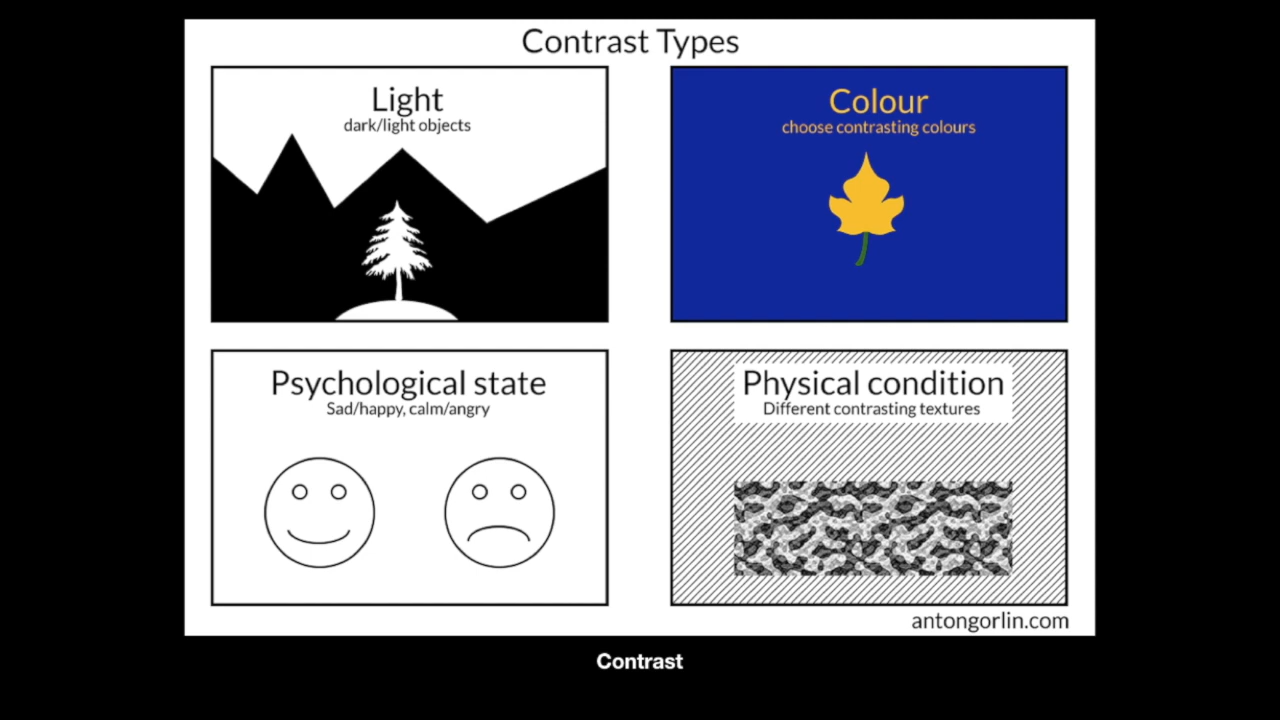 Contrast Types
Light
dark/light objects
Colour
choose contrasting colours
Psychological state
Sad/happy, calm/angry
Physical condition
Different contrasting textures
antongorlin.com
Contrast